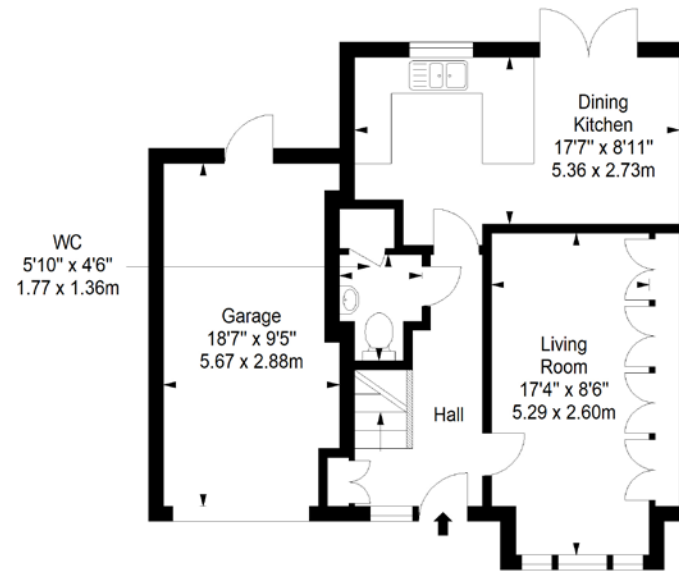 Dining
Kitchen
17'7" x 8'11"
5.36 x 2.73m
WC
5'10" x 4'6"
1.77 x 1.36m
Garage
18'7" x 9'5"
5.67 x 2.88m
Living
Room
17'4" x 8'6"
5.29 x 2.60m
Hall